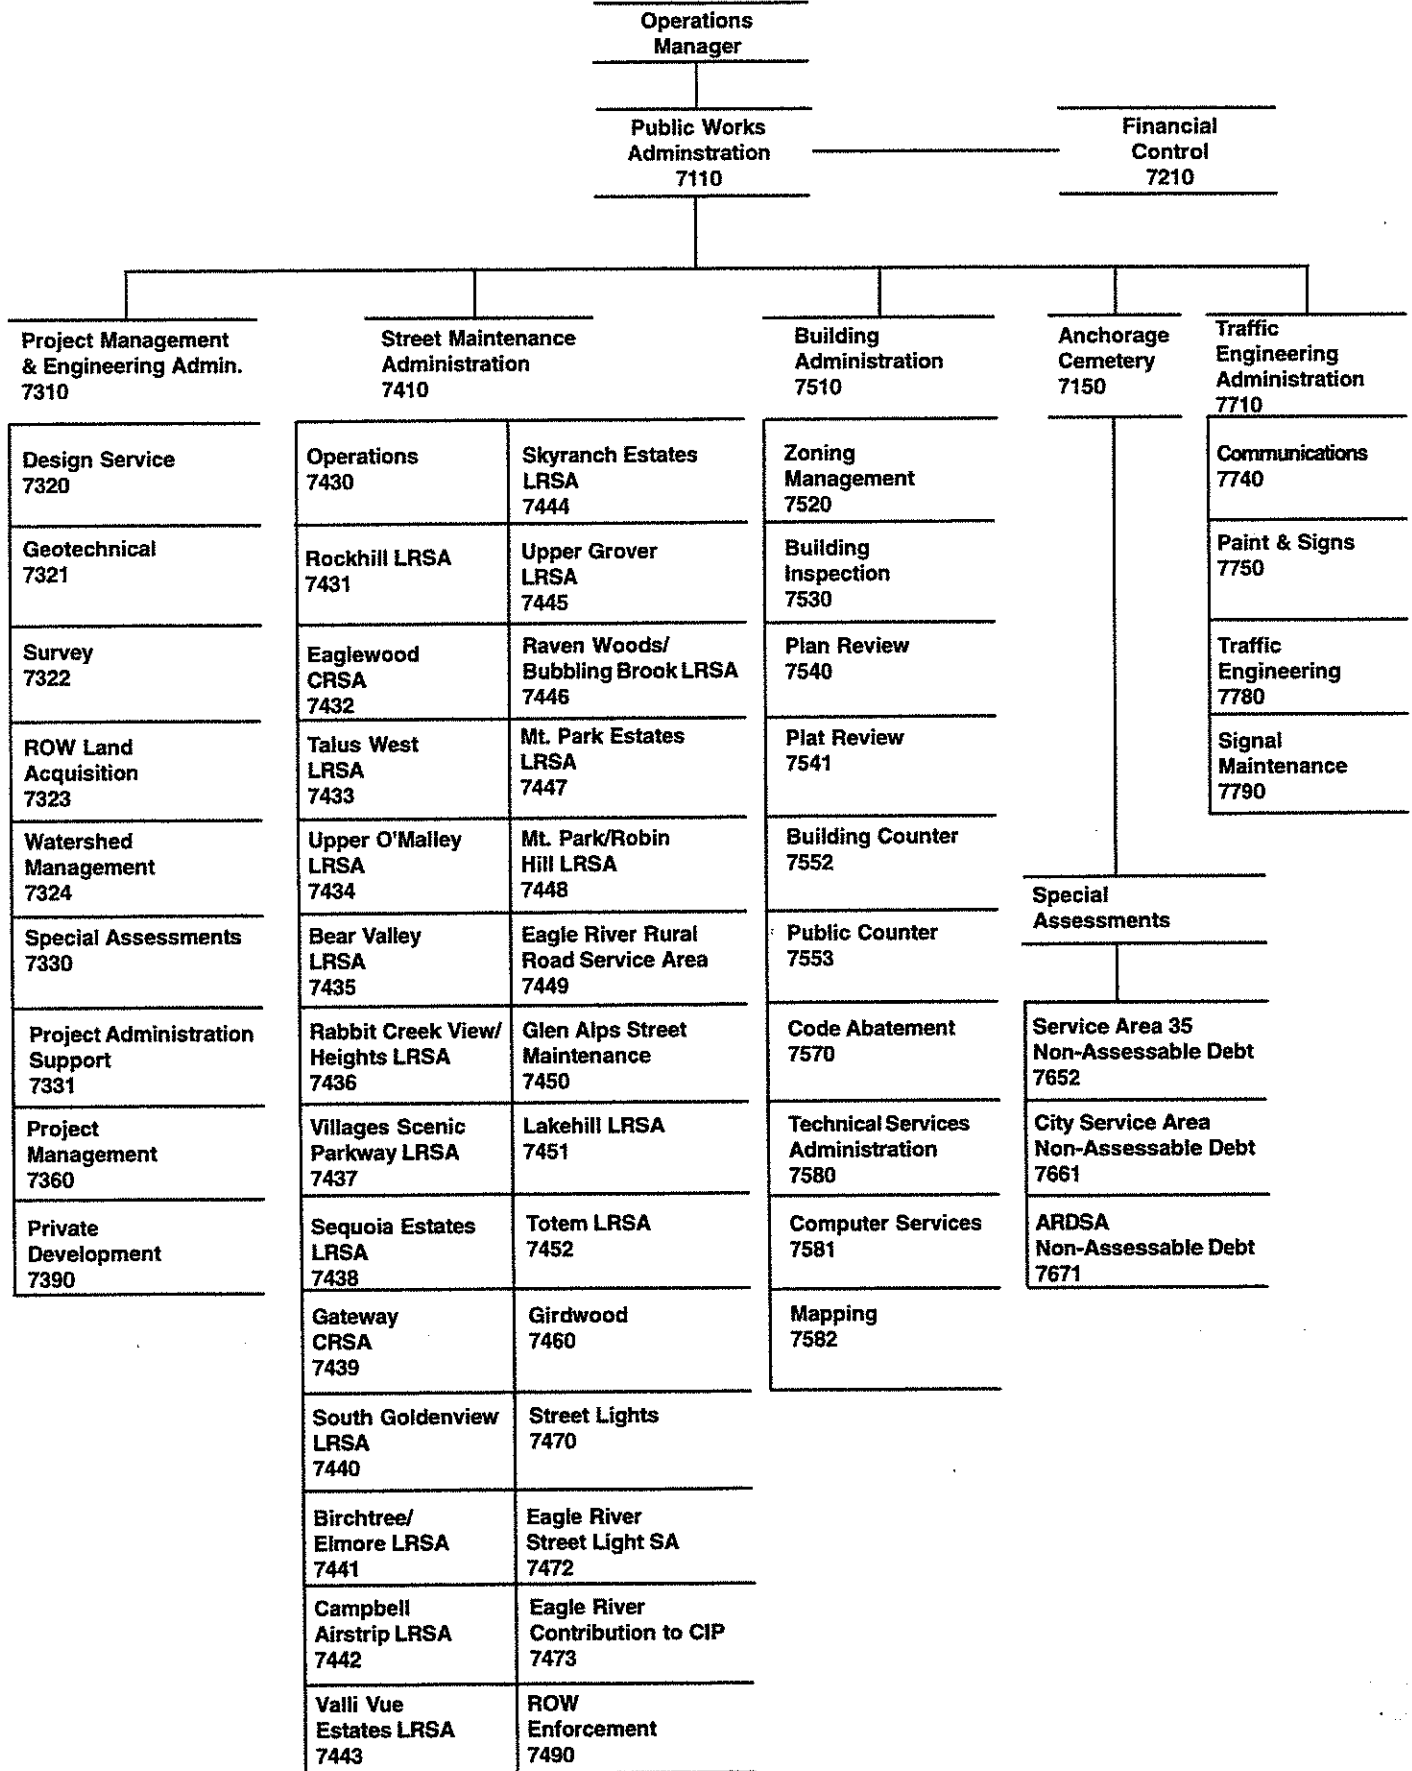 Operations
Manager
Public Works
Adminstration
7110
Financial
Control
7210
Project Management
& Engineering Admin.
7310
Design Service
7320
Geotechnical
7321
Survey
7322
ROW Land
Acquisition
7323
Watershed
Management
7324
Special Assessments
7330
Project Administration
Support
7331
Project
Management
7360
Private
Development
7390
Street Maintenance
Administration
7410
Operations
7430
Rockhill LRSA
7431
Eaglewood
CRSA
7432
Talus West
LRSA
7433
Upper O'Malley
LRSA
7434
Bear Valley
LRSA
7435
Rabbit Creek View/
Heights LRSA
7436
Villages Scenic
Parkway LRSA
7437
Sequoia Estates
LRSA
7438
Gateway
CRSA
7439
South Goldenview
LRSA
7440
Birchtree/
Elmore LRSA
7441
Campbell
Airstrip LRSA
7442
Valli Vue
Estates LRSA
7443
Skyranch Estates
LRSA
7444
Upper Grover
LRSA
7445
Raven Woods/
Bubbling Brook LRSA
7446
Mt. Park Estates
LRSA
7447
Mt. Park/Robin
Hill LRSA
7448
Eagle River Rural
Road Service Area
7449
Glen Alps Street
Maintenance
7450
Lakehill LRSA
7451
Totem LRSA
7452
Girdwood
7460
Street Lights
7470
Eagle River
Street Light SA
7472
Eagle River
Contribution to CIP
7473
ROW
Enforcement
7490
Building
Administration
7510
Zoning
Management
7520
Building
Inspection
7530
Plan Review
7540
Plat Review
7541
Building Counter
7552
Public Counter
7553
Code Abatement
7570
Technical Services
Administration
7580
Computer Services
7581
Mapping
7582
Anchorage
Cemetery
7150
Special
Assessments
Service Area 35
Non-Assessable Debt
7652
City Service Area
Non-Assessable Debt
7661
ARDSA
Non-Assessable Debt
7671
Traffic
Engineering
Administration
7710
Communications
7740
Paint & Signs
7750
Traffic
Engineering
7780
Signal
Maintenance
7790